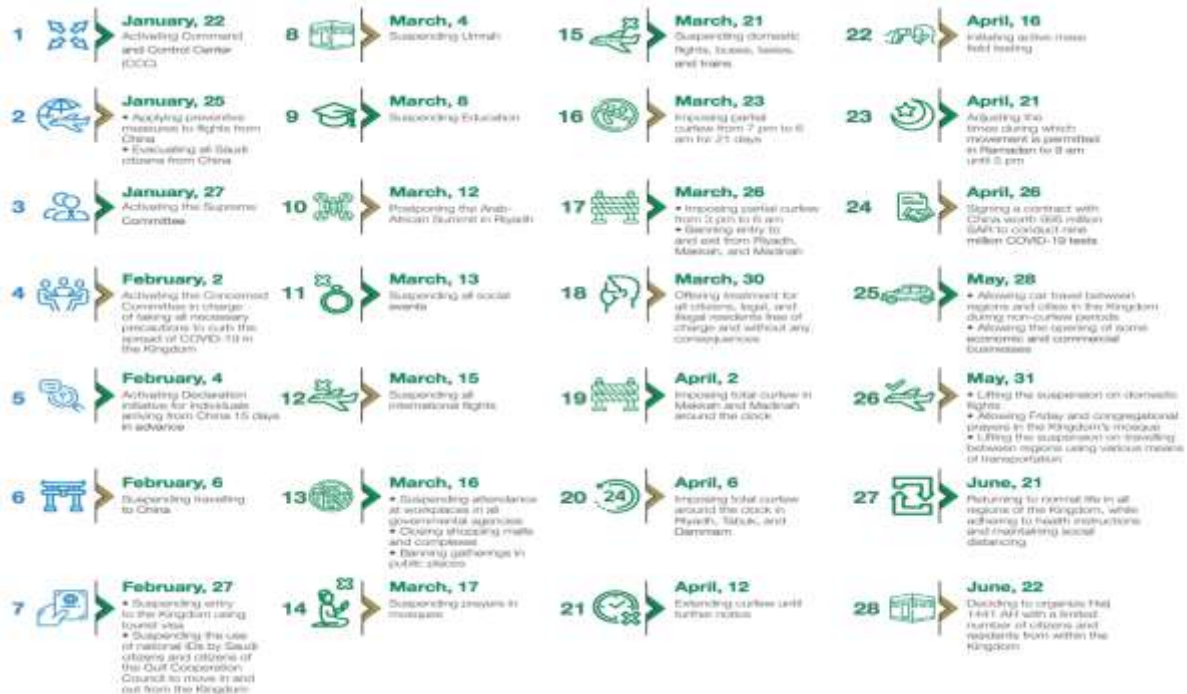 1
January, 22
Activating Command
and Control Center
(CCC)
2
January, 25
• Applying preventive
measures to flights from
China
• Evacuating all Saudi
citizens from China
3
January, 27
Activating the Supreme
Committee
4
February, 2
Activating the Concerned
Committee in charge
of taking all necessary
precautions to curb the
spread of COVID-19 in
the Kingdom
5
February, 4
Activating Declaration
initiative for individuals
arriving from China 15 days
in advance
6
February, 6
Suspending travelling
to China
7
February, 27
• Suspending entry
to the Kingdom using
tourist visa
• Suspending the use
of national IDs by Saudi
citizens and citizens of
the Gulf Cooperation
Council to move in and
out from the Kingdom
8
March, 4
Suspending Umrah
9
March, 8
Suspending Education
10
March, 12
Postponing the Arab-
African Summit in Riyadh
11
March, 13
Suspending all social
events
12
March, 15
Suspending all
international flights
13
March, 16
• Suspending attendance
at workplaces in all
governmental agencies
• Closing shopping malls
and complexes
• Banning gatherings in
public places
14
March, 17
Suspending prayers in
mosques
15
March, 21
Suspending domestic
flights, buses, taxies,
and trains
16
March, 23
Imposing partial
curfew from 7 pm to 6
am for 21 days
17
March, 26
• Imposing partial curfew
from 3 pm to 6 am
• Banning entry to
and exit from Riyadh,
Makkah, and Madinah
18
March, 30
Offering treatment for
all citizens, legal, and
illegal residents free of
charge and without any
consequences
19
April, 2
Imposing total curfew in
Makkah and Madinah
around the clock
20
24
April, 6
Imposing total curfew
around the clock in
Riyadh, Tabuk, and
Dammam
21
April, 12
Extending curfew until
further notice
22
April, 16
Initiating active mass
field testing
23
April, 21
Adjusting the
times during which
movement is permitted
in Ramadan to 9 am
until 5 pm
24
April, 26
Signing a contract with
China worth 995 million
SAR to conduct nine
million COVID-19 tests
25
May, 28
• Allowing car travel between
regions and cities in the Kingdom
during non-curfew periods
• Allowing the opening of some
economic and commercial
businesses
26
May, 31
• Lifting the suspension on domestic
flights
• Allowing Friday and congregational
prayers in the Kingdom's mosque
• Lifting the suspension on travelling
between regions using various means
of transportation
27
June, 21
Returning to normal life in all
regions of the Kingdom, while
adhering to health instructions
and maintaining social
distancing
28
June, 22
Deciding to organize Hajj
1441 AH with a limited
number of citizens and
residents from within the
Kingdom